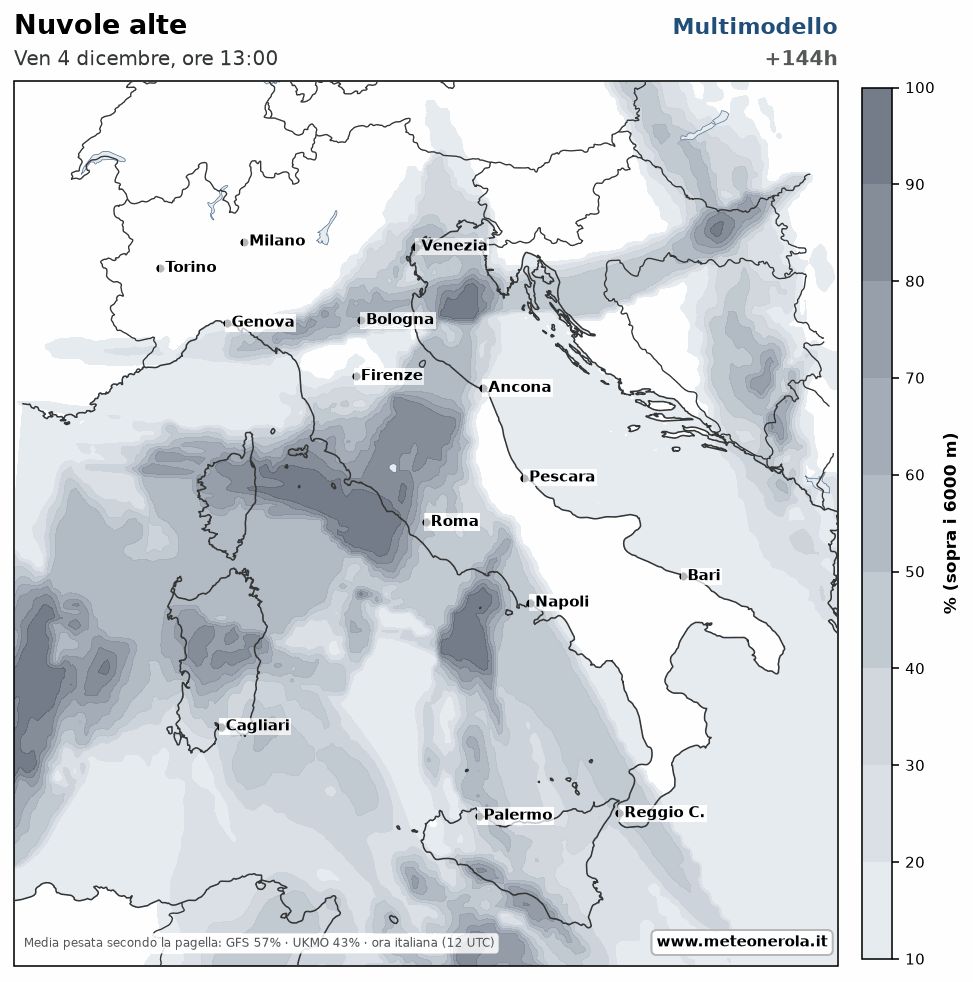 Nuvole alte
Multimodello
Ven 4 dicembre, ore 13:00
+144h
Milano
Torino
Venezia
Genova
Bologna
Firenze
Ancona
Pescara
Roma
Bari
Napoli
Cagliari
Palermo
Reggio C.
Media pesata secondo la pagella: GFS 57% · UKMO 43% · ora italiana (12 UTC)
www.meteonerola.it
100
90
80
70
60
50
40
30
20
10
% (sopra i 6000 m)